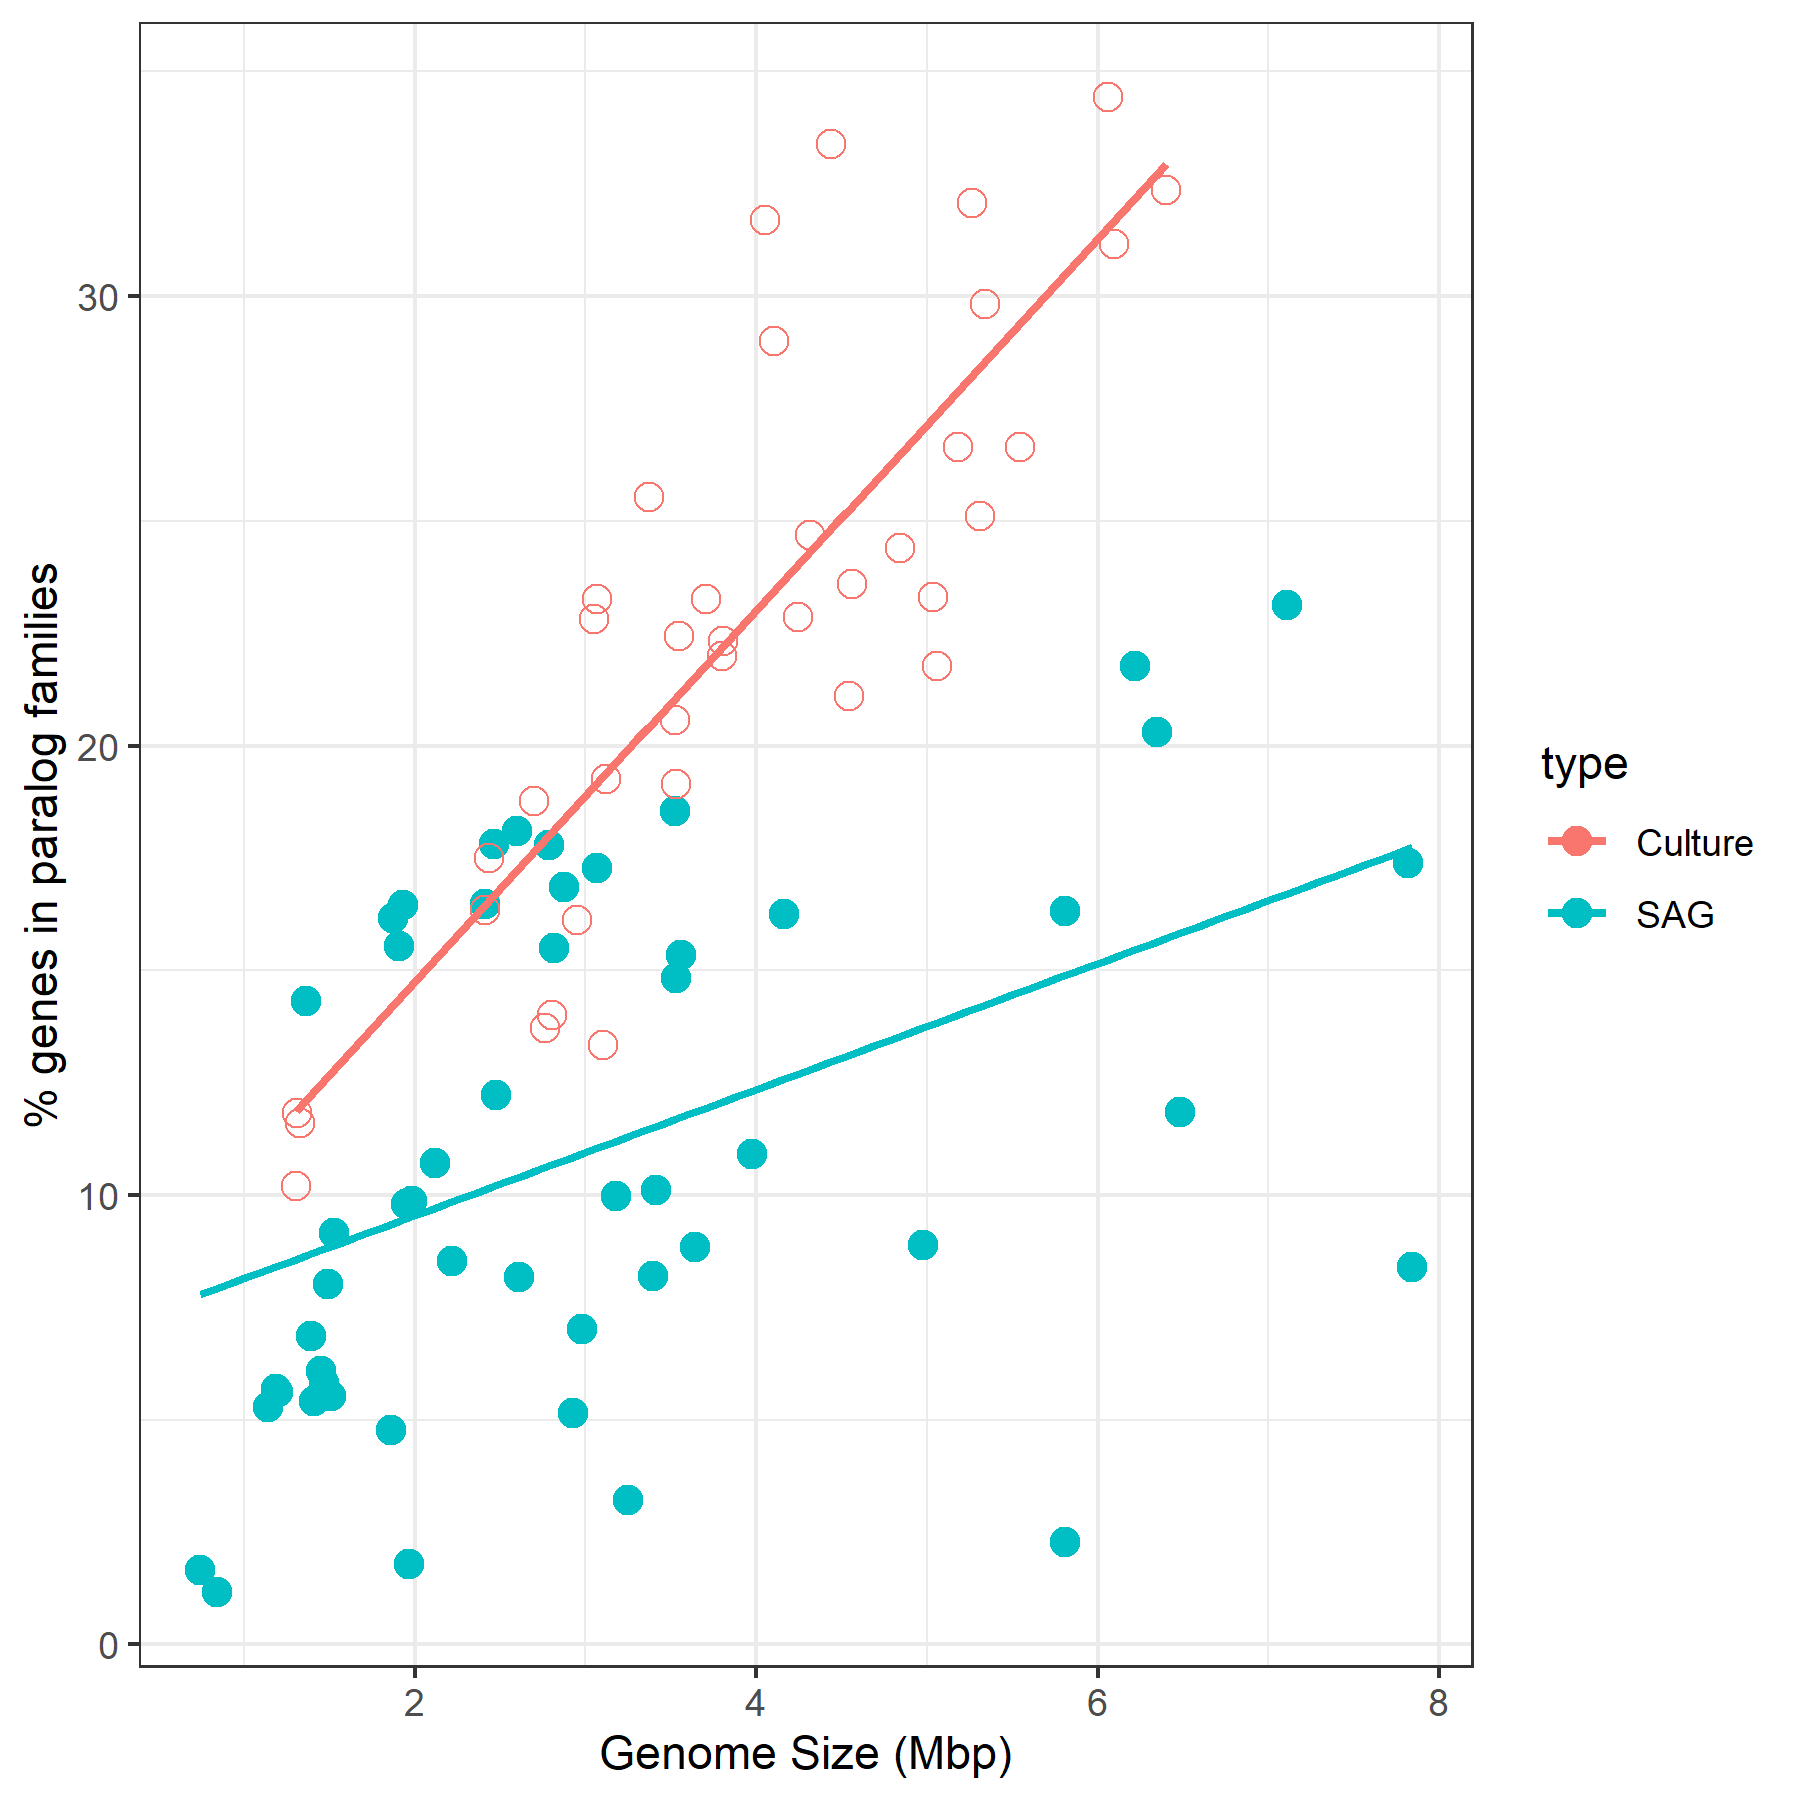 % genes in paralog families
30
20
10
0
2 4 6 8
Genome Size (Mbp)
type
Culture
SAG